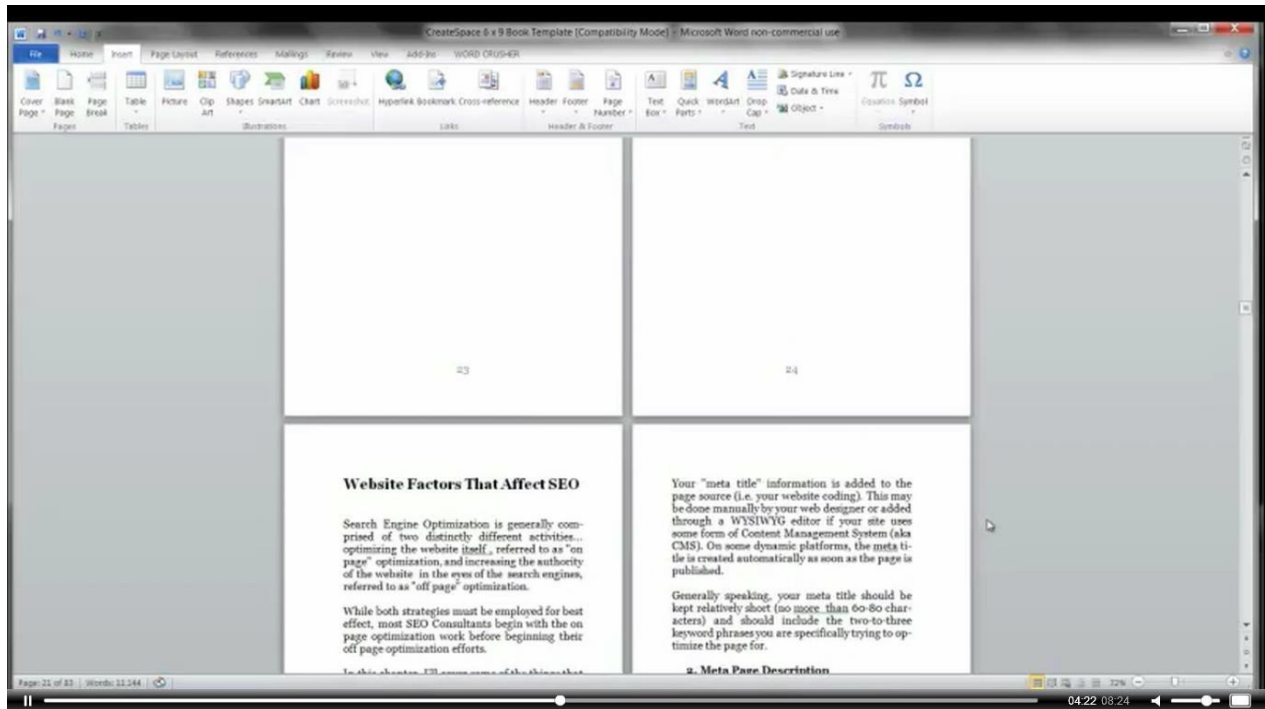 CreateSpace 6 x 9 Book Template [Compatibility Mode] - Microsoft Word non-commercial use
File Home Insert Page Layout References Mailings Review View Add-Ins WORD CRUSHER
Cover Page Blank Page Page Break Table Picture Clip Art Shapes SmartArt Chart Screenshot Hyperlink Bookmark Cross-reference Header Footer Page Number Text Box Quick Parts WordArt Drop Cap Signature Line Date & Time Object Equation Symbol
Pages Tables Illustrations Links Header & Footer Text Symbols
23
24
Website Factors That Affect SEO
Search Engine Optimization is generally com-
prised of two distinctly different activities...
optimizing the website itself , referred to as "on
page" optimization, and increasing the authority
of the website in the eyes of the search engines,
referred to as "off page" optimization.
While both strategies must be employed for best
effect, most SEO Consultants begin with the on
page optimization work before beginning their
off page optimization efforts.
In this chapter, I'll cover some of the things that
Your "meta title" information is added to the
page source (i.e. your website coding). This may
be done manually by your web designer or added
through a WYSIWYG editor if your site uses
some form of Content Management System (aka
CMS). On some dynamic platforms, the meta ti-
tle is created automatically as soon as the page is
published.
Generally speaking, your meta title should be
kept relatively short (no more than 60-80 char-
acters) and should include the two-to-three
keyword phrases you are specifically trying to op-
timize the page for.
2. Meta Page Description
Page: 21 of 83 Words: 11,144
72%
04:22 08:24